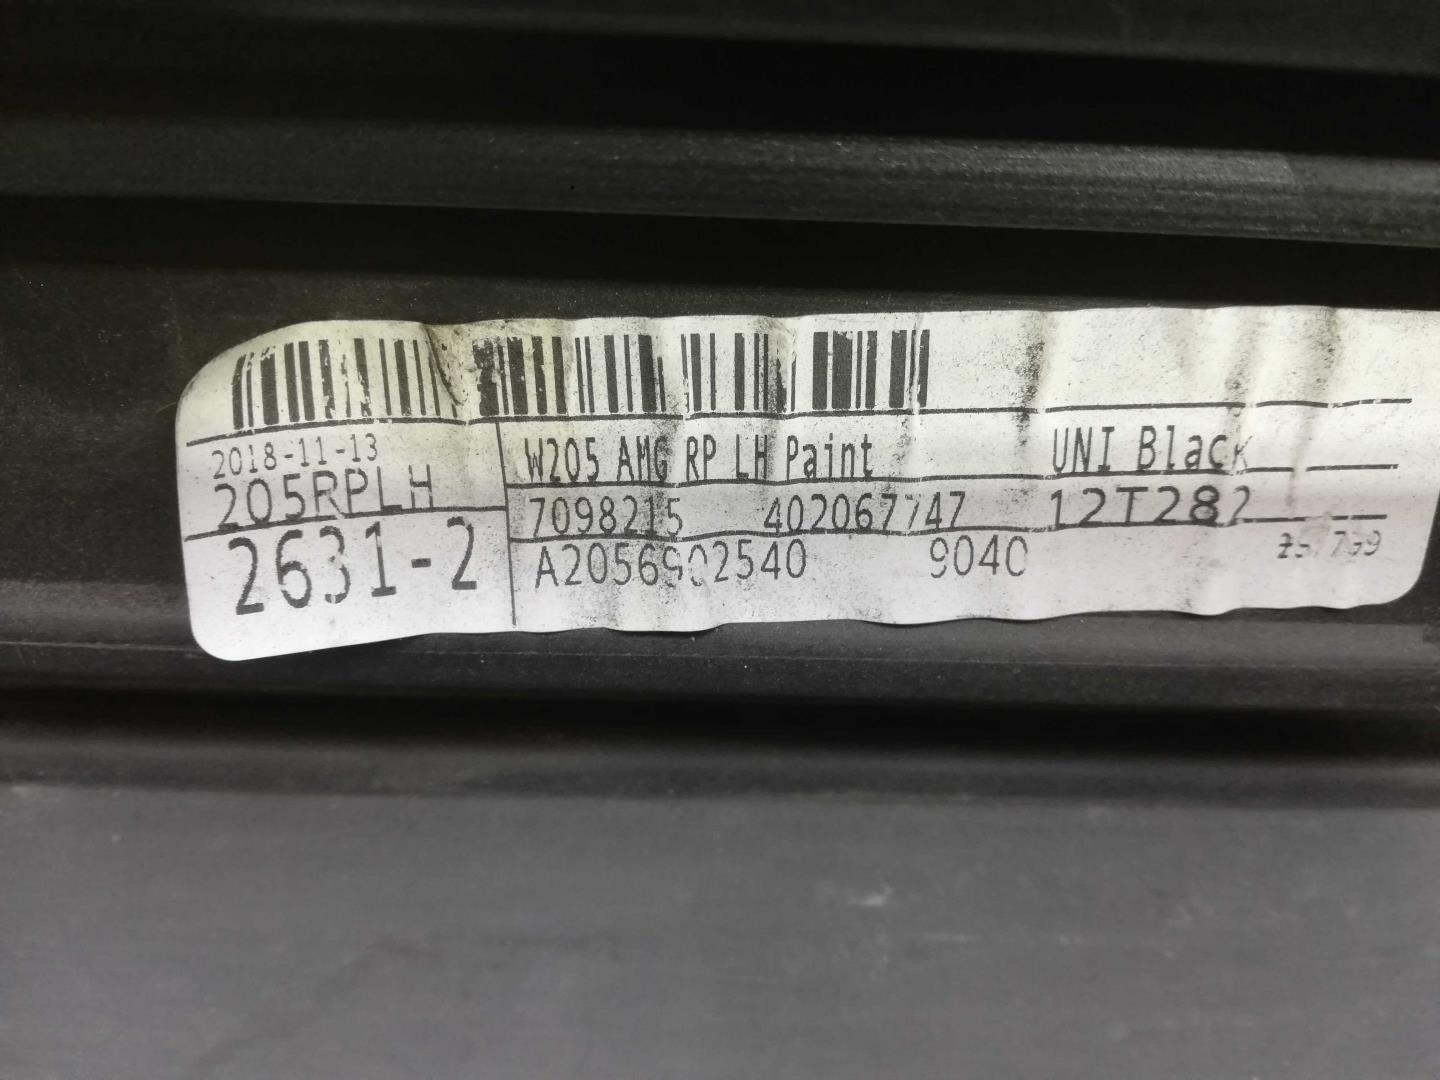 2018-11-13
205RPLH
2631-2
W205 AMG RP LH Paint UNI Black
7098215 402067747 12T282
A2056902540 9040